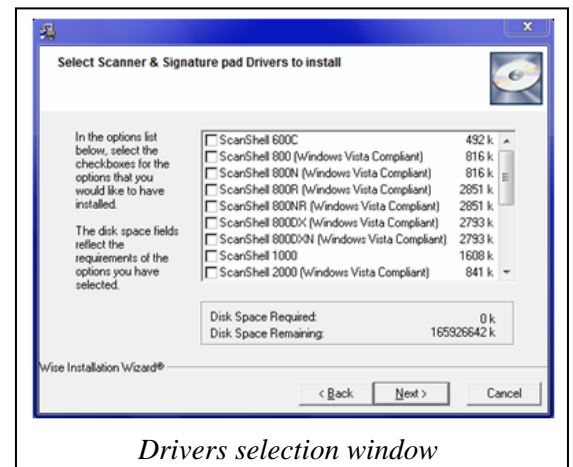 x
Select Scanner & Signature pad Drivers to install
In the options list
below, select the
checkboxes for the
options that you
would like to have
installed.
The disk space fields
reflect the
requirements of the
options you have
selected.
ScanShell 600C 492 k
ScanShell 800 (Windows Vista Compliant) 816 k
ScanShell 800N (Windows Vista Compliant) 816 k
ScanShell 800R (Windows Vista Compliant) 2851 k
ScanShell 800NR (Windows Vista Compliant) 2851 k
ScanShell 800DX (Windows Vista Compliant) 2793 k
ScanShell 800DXN (Windows Vista Compliant) 2793 k
ScanShell 1000 1608 k
ScanShell 2000 (Windows Vista Compliant) 841 k
Disk Space Required: 0 k
Disk Space Remaining: 165926642 k
Wise Installation Wizard®
< Back Next > Cancel
Drivers selection window